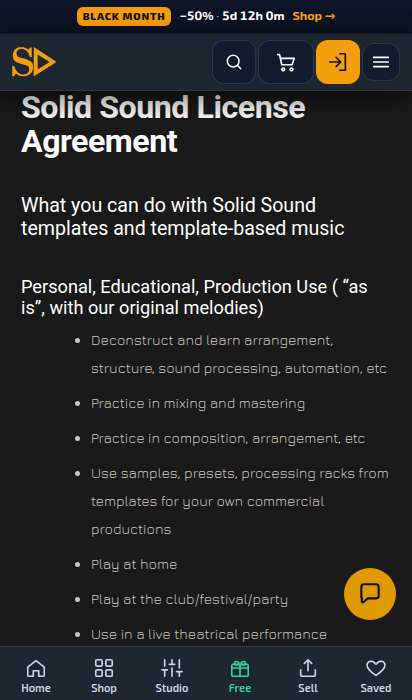 BLACK MONTH −50% · 5d 12h 0m Shop →
S
Solid Sound License
Agreement
What you can do with Solid Sound
templates and template-based music
Personal, Educational, Production Use ( “as
is”, with our original melodies)
Deconstruct and learn arrangement,
structure, sound processing, automation, etc
Practice in mixing and mastering
Practice in composition, arrangement, etc
Use samples, presets, processing racks from
templates for your own commercial
productions
Play at home
Play at the club/festival/party
Use in a live theatrical performance
Home Shop Studio Free Sell Saved